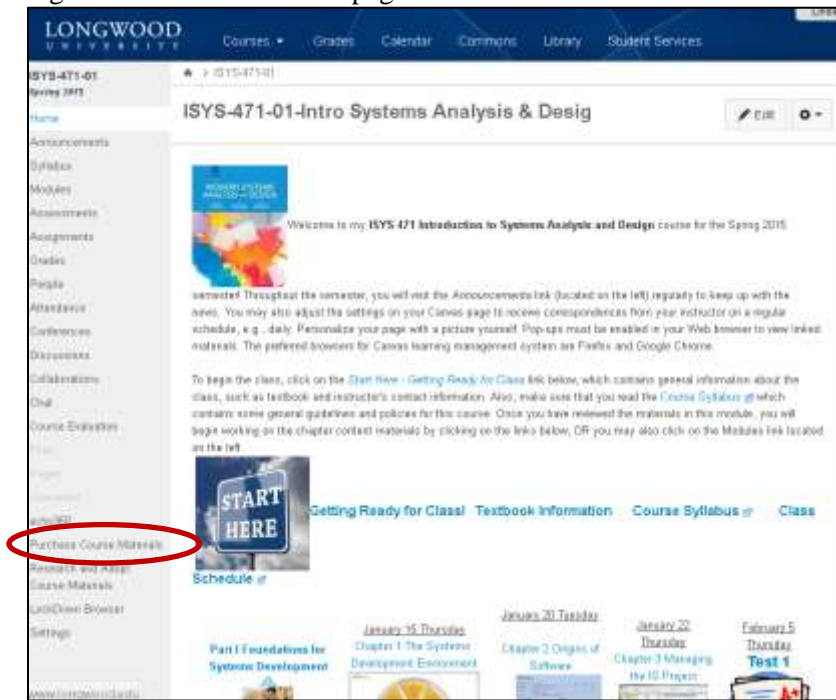 LONGWOOD
UNIVERSITY
Courses Grades Calendar Commons Library Student Services
ISYS-471-01
Spring 2015
ISYS-471-01
ISYS-471-01-Intro Systems Analysis & Desig
Edit
Home
Announcements
Syllabus
Modules
Assessments
Assignments
Grades
People
Attendance
Conferences
Discussions
Collaborations
Chat
Course Evaluation
Purchase Course Materials
Research and Adopt
Course Materials
LockDown Browser
Settings
www.longwood.edu
MODERN SYSTEMS
ANALYSIS AND DESIGN
Welcome to my ISYS 471 Introduction to Systems Analysis and Design course for the Spring 2015
semester! Throughout the semester, you will visit the Announcements link (located on the left) regularly to keep up with the
news. You may also adjust the settings on your Canvas page to receive correspondences from your instructor on a regular
schedule, e.g., daily. Personalize your page with a picture yourself. Pop-ups must be enabled in your Web browser to view linked
materials. The preferred browsers for Canvas learning management system are Firefox and Google Chrome.
To begin the class, click on the Start Here - Getting Ready for Class link below, which contains general information about the
class, such as textbook and instructor's contact information. Also, make sure that you read the Course Syllabus which
contains some general guidelines and policies for this course. Once you have reviewed the materials in this module, you will
begin working on the chapter content materials by clicking on the links below, OR you may also click on the Modules link located
on the left.
START
HERE
Getting Ready for Class! Textbook Information Course Syllabus Class
Schedule
Part I Foundations for
Systems Development
January 15 Thursday
Chapter 1 The Systems
Development Environment
January 20 Tuesday
Chapter 2 Origins of
Software
January 22
Thursday
Chapter 3 Managing
the IS Project
February 5
Thursday
Test 1
A+